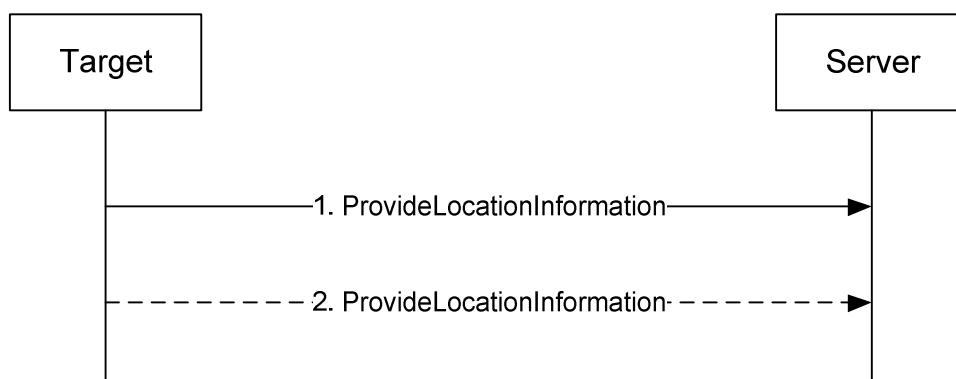 Target
Server
1. ProvideLocationInformation
2. ProvideLocationInformation